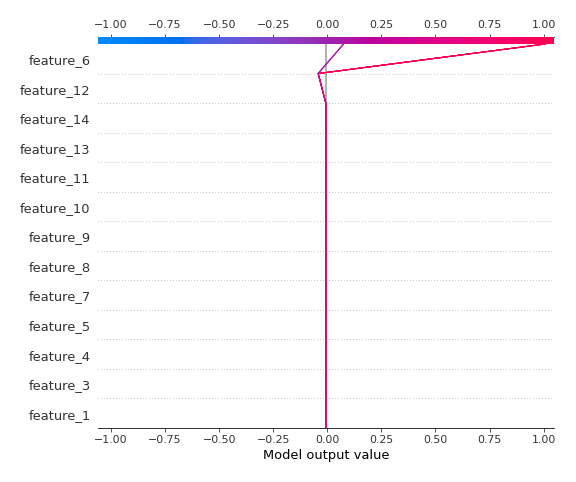 −1.00 −0.75 −0.50 −0.25 0.00 0.25 0.50 0.75 1.00
feature_6
feature_12
feature_14
feature_13
feature_11
feature_10
feature_9
feature_8
feature_7
feature_5
feature_4
feature_3
feature_1
−1.00 −0.75 −0.50 −0.25 0.00 0.25 0.50 0.75 1.00
Model output value